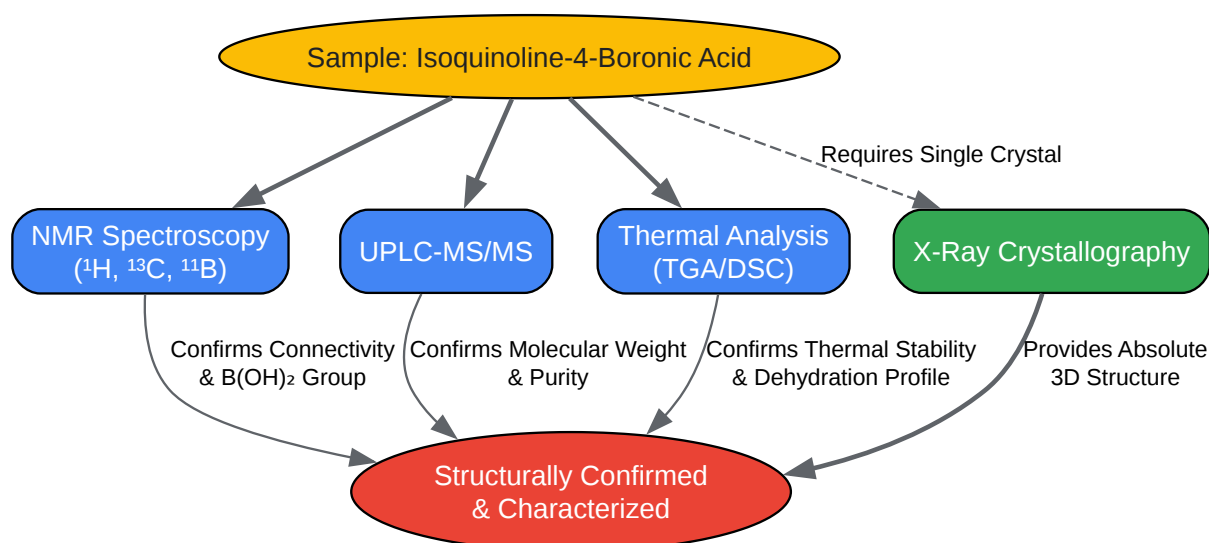 Sample: Isoquinoline-4-Boronic Acid
Requires Single Crystal
NMR Spectroscopy
(¹H, ¹³C, ¹¹B)
UPLC-MS/MS
Thermal Analysis
(TGA/DSC)
X-Ray Crystallography
Confirms Connectivity
& B(OH)₂ Group
Confirms Molecular Weight
& Purity
Confirms Thermal Stability
& Dehydration Profile
Provides Absolute
3D Structure
Structurally Confirmed
& Characterized